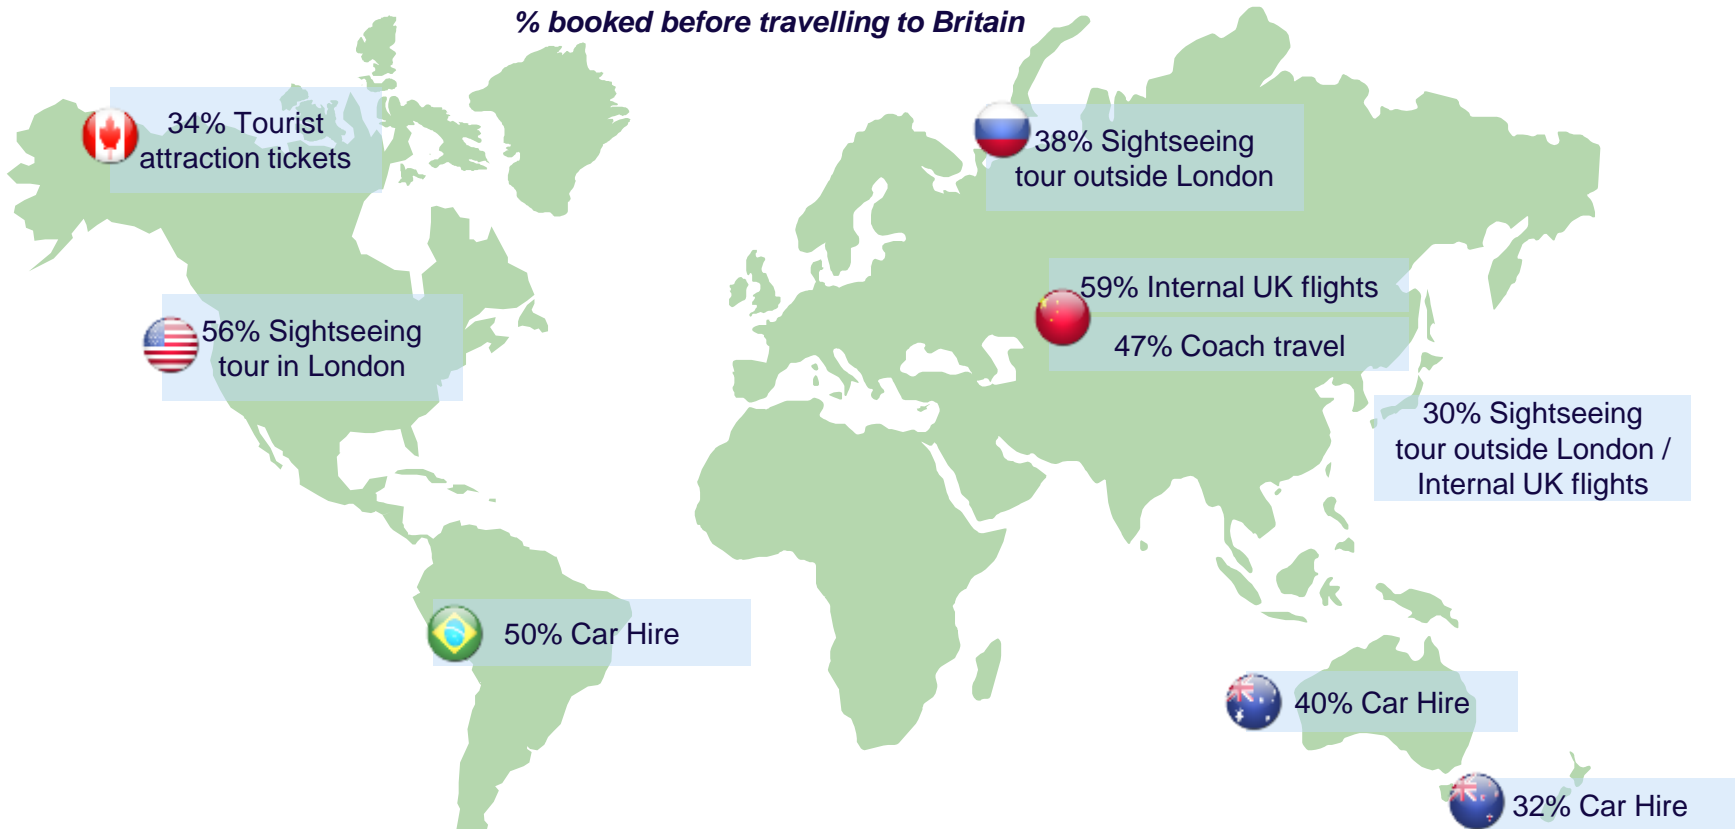 % booked before travelling to Britain
34% Tourist
attraction tickets
38% Sightseeing
tour outside London
59% Internal UK flights
47% Coach travel
56% Sightseeing
tour in London
30% Sightseeing
tour outside London /
Internal UK flights
50% Car Hire
40% Car Hire
32% Car Hire